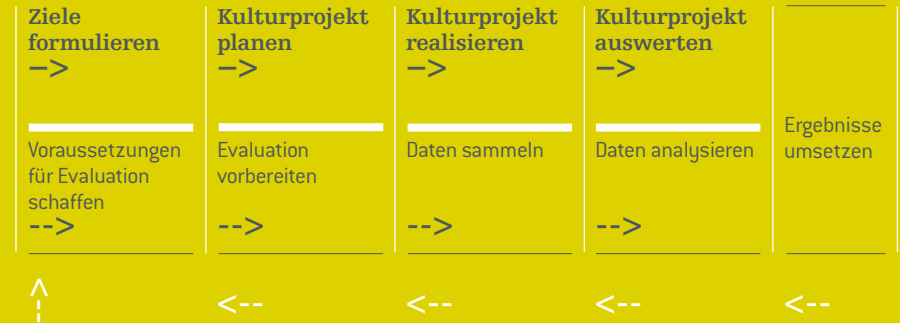 Ziele
formulieren
–>
Kulturprojekt
planen
–>
Kulturprojekt
realisieren
–>
Kulturprojekt
auswerten
–>
Voraussetzungen
für Evaluation
schaffen
-->
Evaluation
vorbereiten
-->
Daten sammeln
-->
Daten analysieren
-->
Ergebnisse
umsetzen
<--
<--
<--
<--